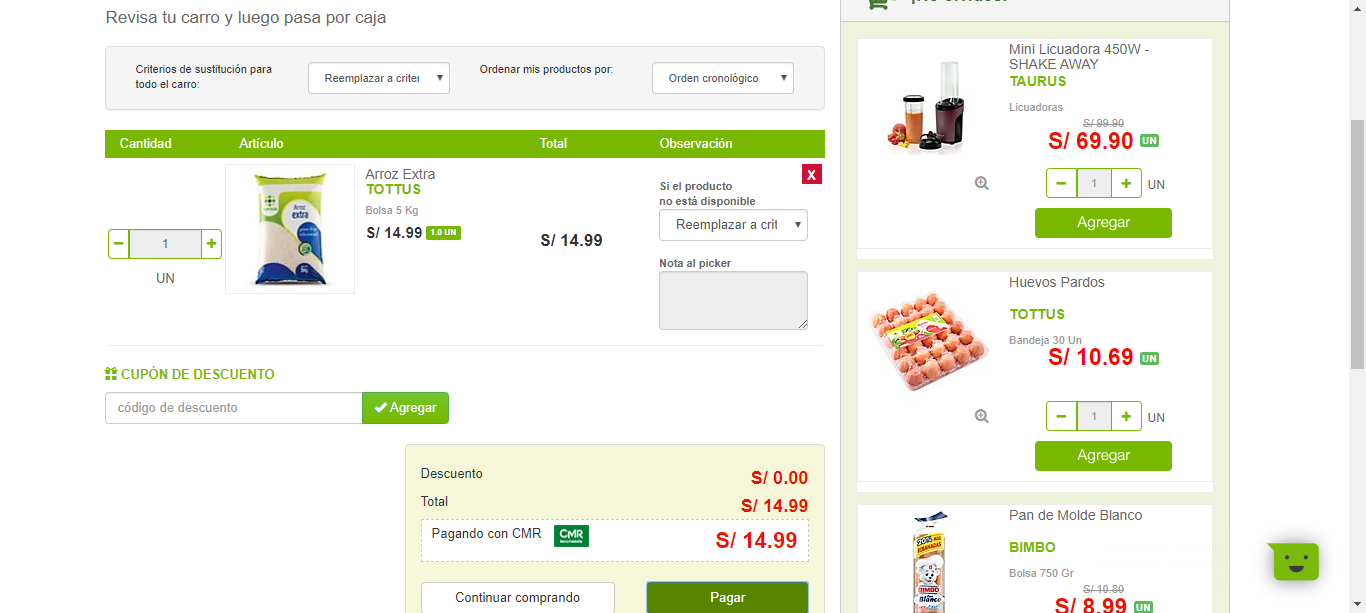 Revisa tu carro y luego pasa por caja
Criterios de sustitución para
todo el carro:
Reemplazar a criter
Ordenar mis productos por:
Orden cronológico
Cantidad Artículo Total Observación
1
UN
Arroz
extra
Arroz Extra
TOTTUS
Bolsa 5 Kg
S/ 14.99 1.0 UN
S/ 14.99
X
Si el producto
no está disponible
Reemplazar a crit
Nota al picker
CUPÓN DE DESCUENTO
código de descuento
Agregar
Descuento S/ 0.00
Total S/ 14.99
Pagando con CMR CMR S/ 14.99
Continuar comprando
Pagar
Mini Licuadora 450W -
SHAKE AWAY
TAURUS
Licuadoras
S/ 99.90
S/ 69.90 UN
− 1 + UN
Agregar
Huevos Pardos
TOTTUS
Bandeja 30 Un
S/ 10.69 UN
− 1 + UN
Agregar
Pan de Molde Blanco
BIMBO
Bolsa 750 Gr
S/ 10.80
S/ 8.99 UN
BIMBO
Blanco